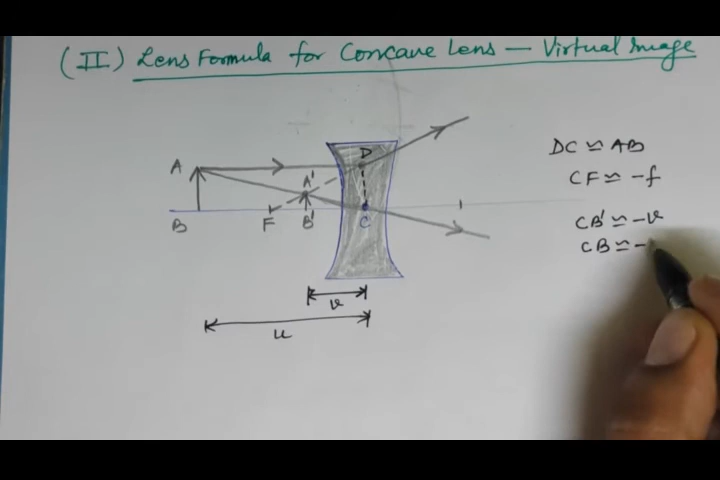 (II) Lens Formula for Concave Lens — Virtual Image
DC ≃ AB
CF ≃ -f
CB' ≃ -v
CB ≃ -
A
D
A'
B
F
B'
C
v
u